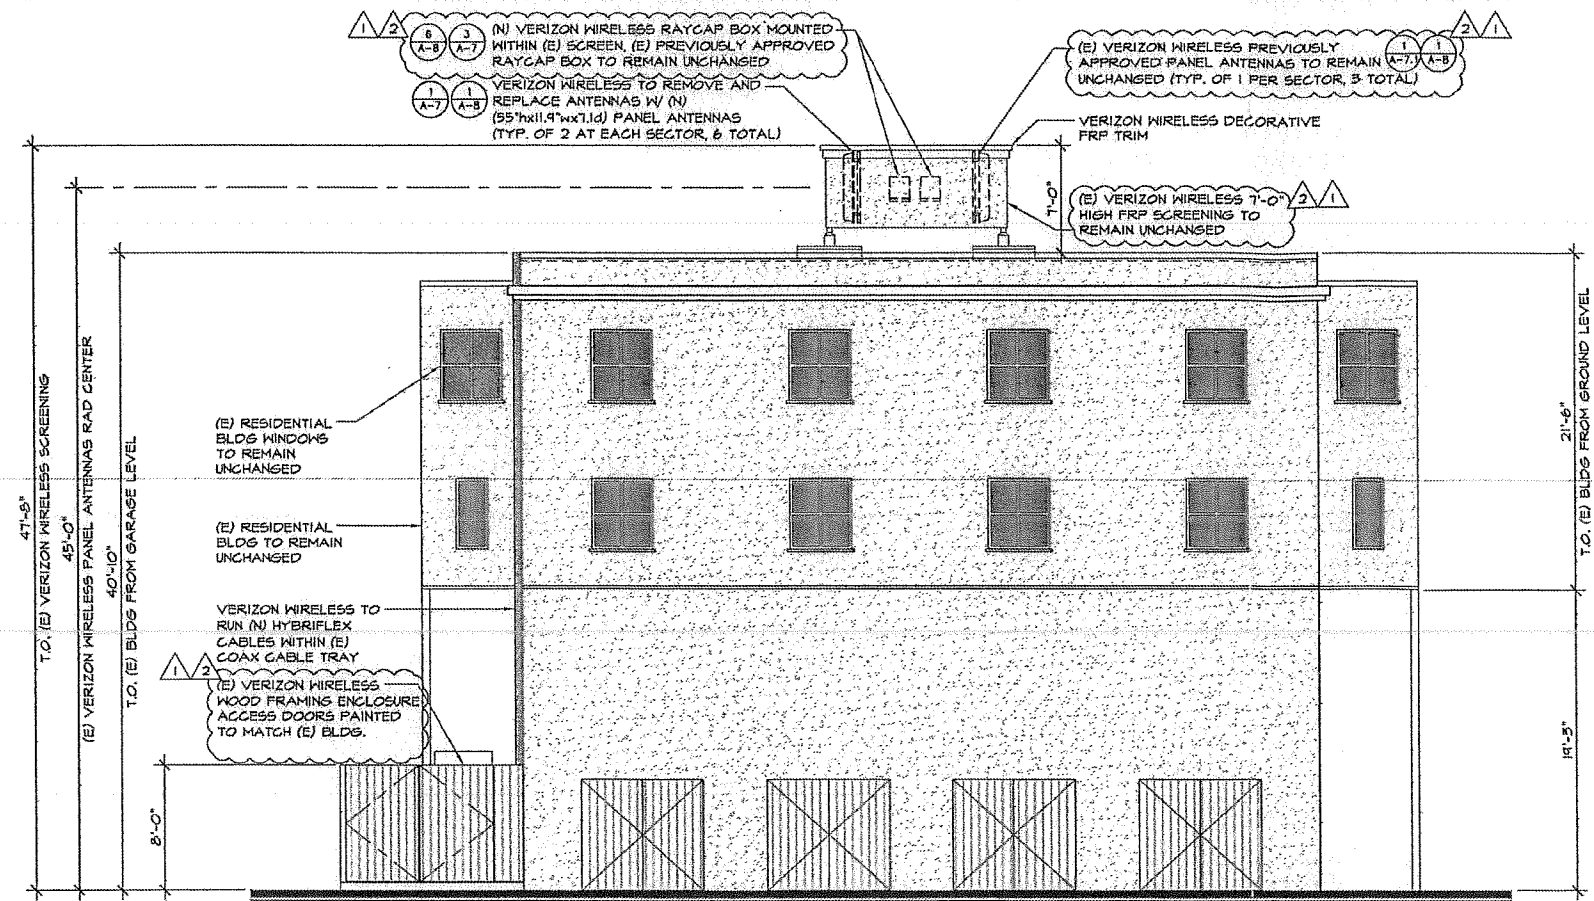 1 2
6 A-8
3 A-7
(N) VERIZON WIRELESS RAYCAP BOX MOUNTED
WITHIN (E) SCREEN, (E) PREVIOUSLY APPROVED
RAYCAP BOX TO REMAIN UNCHANGED
1 A-7
1 A-8
VERIZON WIRELESS TO REMOVE AND
REPLACE ANTENNAS W/ (N)
(55"hx11.9"wx7.1d) PANEL ANTENNAS
(TYP. OF 2 AT EACH SECTOR, 6 TOTAL)
2 1
(E) VERIZON WIRELESS PREVIOUSLY
APPROVED PANEL ANTENNAS TO REMAIN
UNCHANGED (TYP. OF 1 PER SECTOR, 3 TOTAL)
1 A-7.1
1 A-8
VERIZON WIRELESS DECORATIVE
FRP TRIM
7'-0"
(E) VERIZON WIRELESS 7'-0"
HIGH FRP SCREENING TO
REMAIN UNCHANGED
2 1
47'-8"
T.O. (E) VERIZON WIRELESS SCREENING
45'-0"
(E) VERIZON WIRELESS PANEL ANTENNAS RAD CENTER
40'-10"
T.O. (E) BLDG FROM GARAGE LEVEL
(E) RESIDENTIAL
BLDG WINDOWS
TO REMAIN
UNCHANGED
(E) RESIDENTIAL
BLDG TO REMAIN
UNCHANGED
VERIZON WIRELESS TO
RUN (N) HYBRIFLEX
CABLES WITHIN (E)
COAX CABLE TRAY
1 2
(E) VERIZON WIRELESS
WOOD FRAMING ENCLOSURE
ACCESS DOORS PAINTED
TO MATCH (E) BLDG.
8'-0"
21'-6"
T.O. (E) BLDG FROM GROUND LEVEL
19'-3"